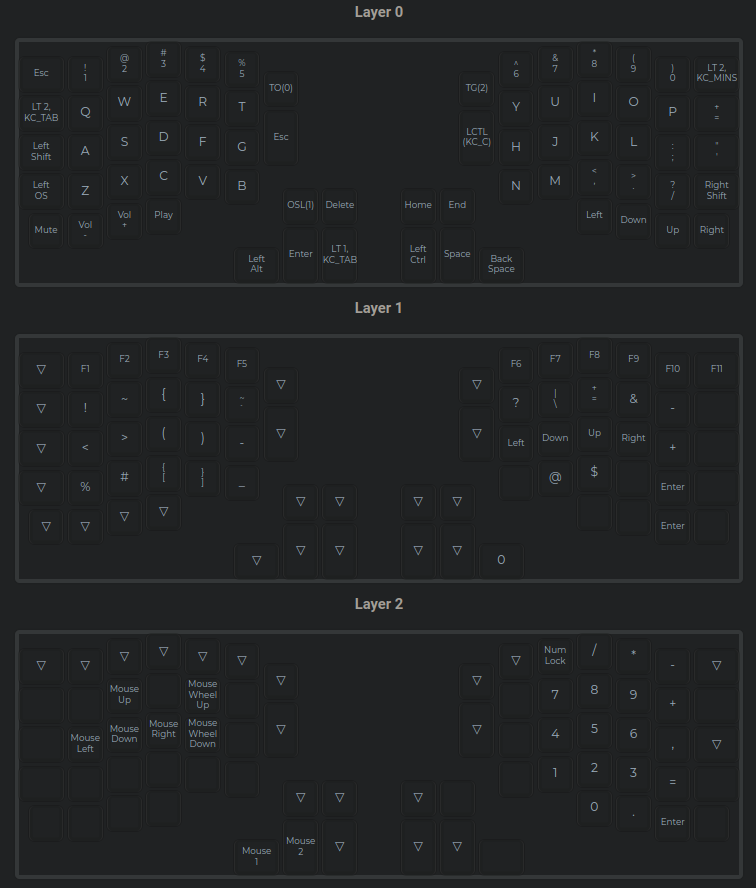 Layer 0
Esc
!
1
@
2
#
3
$
4
%
5
TO(0)
TG(2)
^
6
&
7
*
8
(
9
)
0
LT 2,
KC_MINS
LT 2,
KC_TAB
Q
W
E
R
T
Y
U
I
O
P
+
=
Left
Shift
A
S
D
F
G
Esc
LCTL
(KC_C)
H
J
K
L
:
;
"
'
Left
OS
Z
X
C
V
B
N
M
<
,
>
.
?
/
Right
Shift
Mute
Vol
-
Vol
+
Play
OSL(1)
Delete
Home
End
Left
Down
Up
Right
Left
Alt
Enter
LT 1,
KC_TAB
Left
Ctrl
Space
Back
Space
Layer 1
▽
F1
F2
F3
F4
F5
▽
▽
F6
F7
F8
F9
F10
F11
▽
!
~
{
}
?
|
\
+
=
&
-
▽
<
>
(
)
-
▽
▽
Left
Down
Up
Right
+
▽
%
#
{
[
}
]
_
@
$
Enter
▽
▽
▽
▽
▽
▽
▽
▽
Enter
▽
▽
▽
▽
▽
0
Layer 2
▽
▽
▽
▽
▽
▽
▽
▽
▽
Num
Lock
/
*
-
▽
Mouse
Up
Mouse
Wheel
Up
7
8
9
+
Mouse
Left
Mouse
Down
Mouse
Right
Mouse
Wheel
Down
▽
▽
4
5
6
,
▽
1
2
3
=
▽
▽
▽
0
.
Enter
Mouse
1
Mouse
2
▽
▽
▽